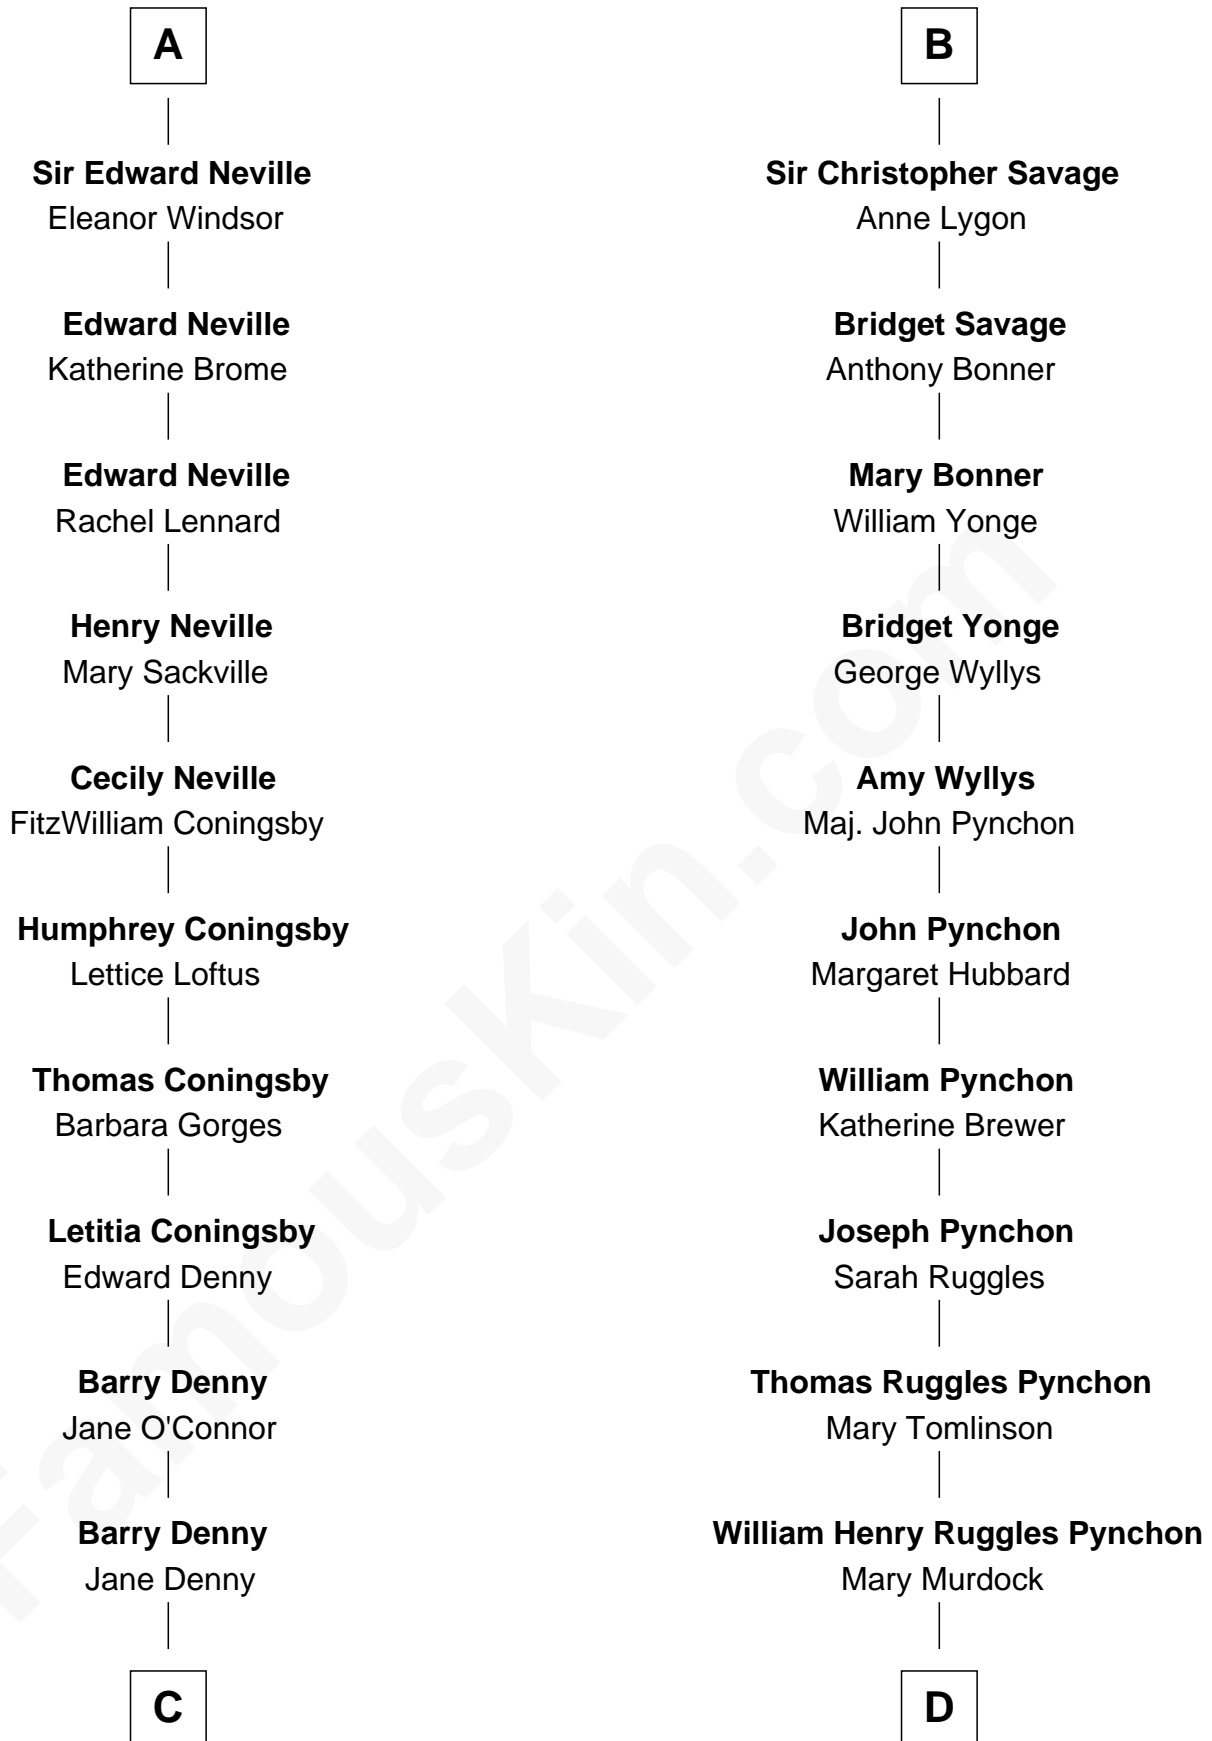 A
Sir Edward Neville
Eleanor Windsor
Edward Neville
Katherine Brome
Edward Neville
Rachel Lennard
Henry Neville
Mary Sackville
Cecily Neville
FitzWilliam Coningsby
Humphrey Coningsby
Lettice Loftus
Thomas Coningsby
Barbara Gorges
Letitia Coningsby
Edward Denny
Barry Denny
Jane O'Connor
Barry Denny
Jane Denny
C
B
Sir Christopher Savage
Anne Lygon
Bridget Savage
Anthony Bonner
Mary Bonner
William Yonge
Bridget Yonge
George Wyllys
Amy Wyllys
Maj. John Pynchon
John Pynchon
Margaret Hubbard
William Pynchon
Katherine Brewer
Joseph Pynchon
Sarah Ruggles
Thomas Ruggles Pynchon
Mary Tomlinson
William Henry Ruggles Pynchon
Mary Murdock
D
FamousKin.com